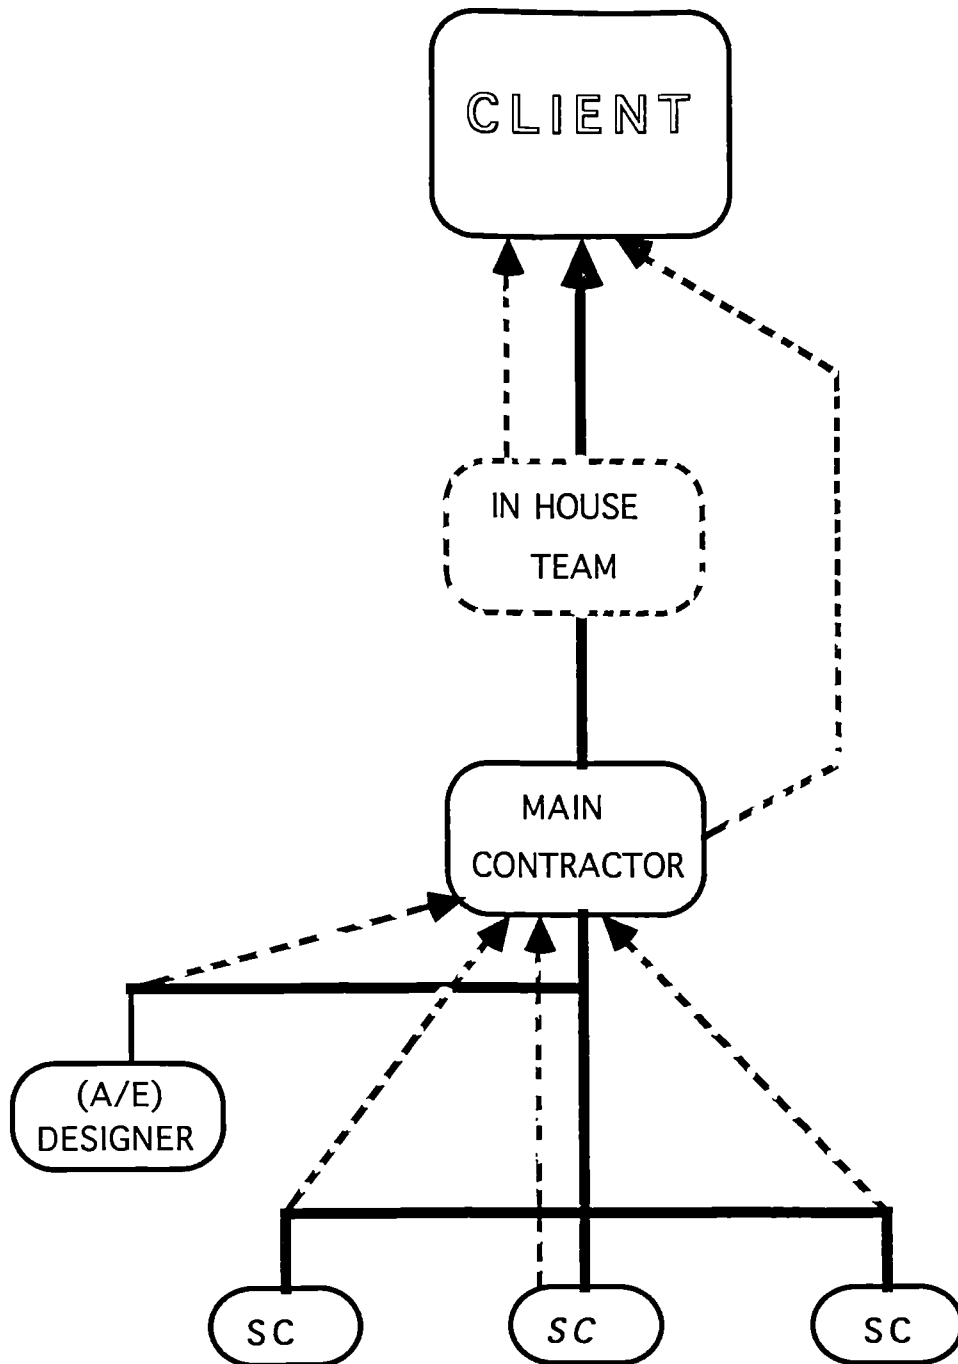 CLIENT
IN HOUSE
TEAM
MAIN
CONTRACTOR
(A/E)
DESIGNER
SC
SC
SC